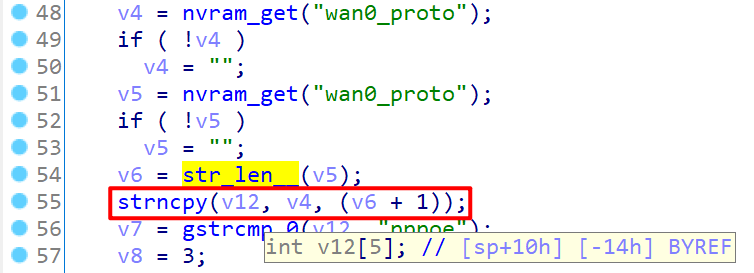 48 v4 = nvram_get("wan0_proto");
49 if ( !v4 )
50 v4 = "";
51 v5 = nvram_get("wan0_proto");
52 if ( !v5 )
53 v5 = "";
54 v6 = str_len__(v5);
55 strncpy(v12, v4, (v6 + 1));
56 v7 = gstrcmp_0(v12, "pppoe");
int v12[5]; // [sp+10h] [-14h] BYREF
57 v8 = 3;